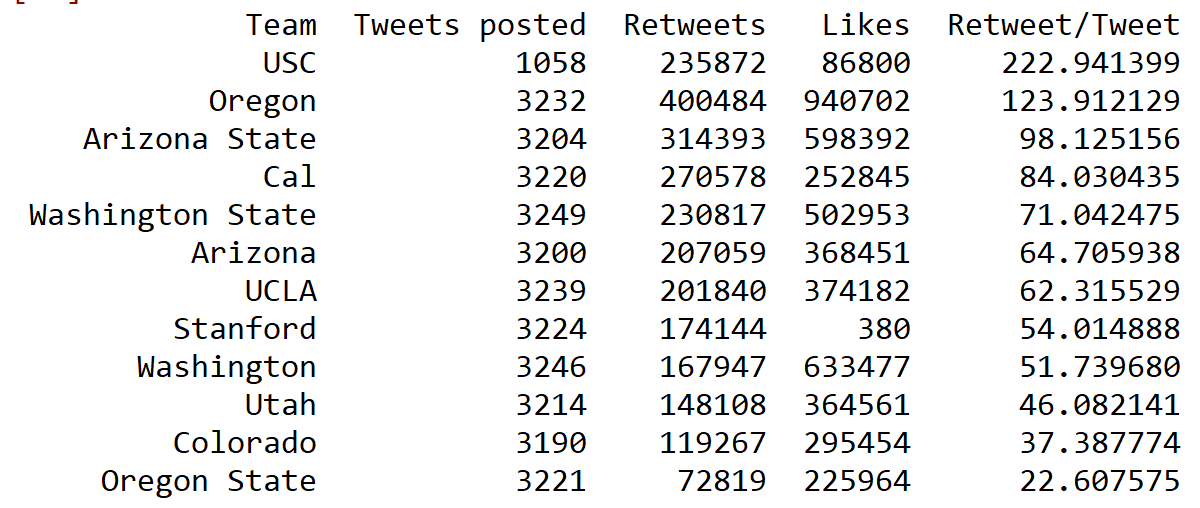 Team Tweets posted Retweets Likes Retweet/Tweet
USC 1058 235872 86800 222.941399
Oregon 3232 400484 940702 123.912129
Arizona State 3204 314393 598392 98.125156
Cal 3220 270578 252845 84.030435
Washington State 3249 230817 502953 71.042475
Arizona 3200 207059 368451 64.705938
UCLA 3239 201840 374182 62.315529
Stanford 3224 174144 380 54.014888
Washington 3246 167947 633477 51.739680
Utah 3214 148108 364561 46.082141
Colorado 3190 119267 295454 37.387774
Oregon State 3221 72819 225964 22.607575